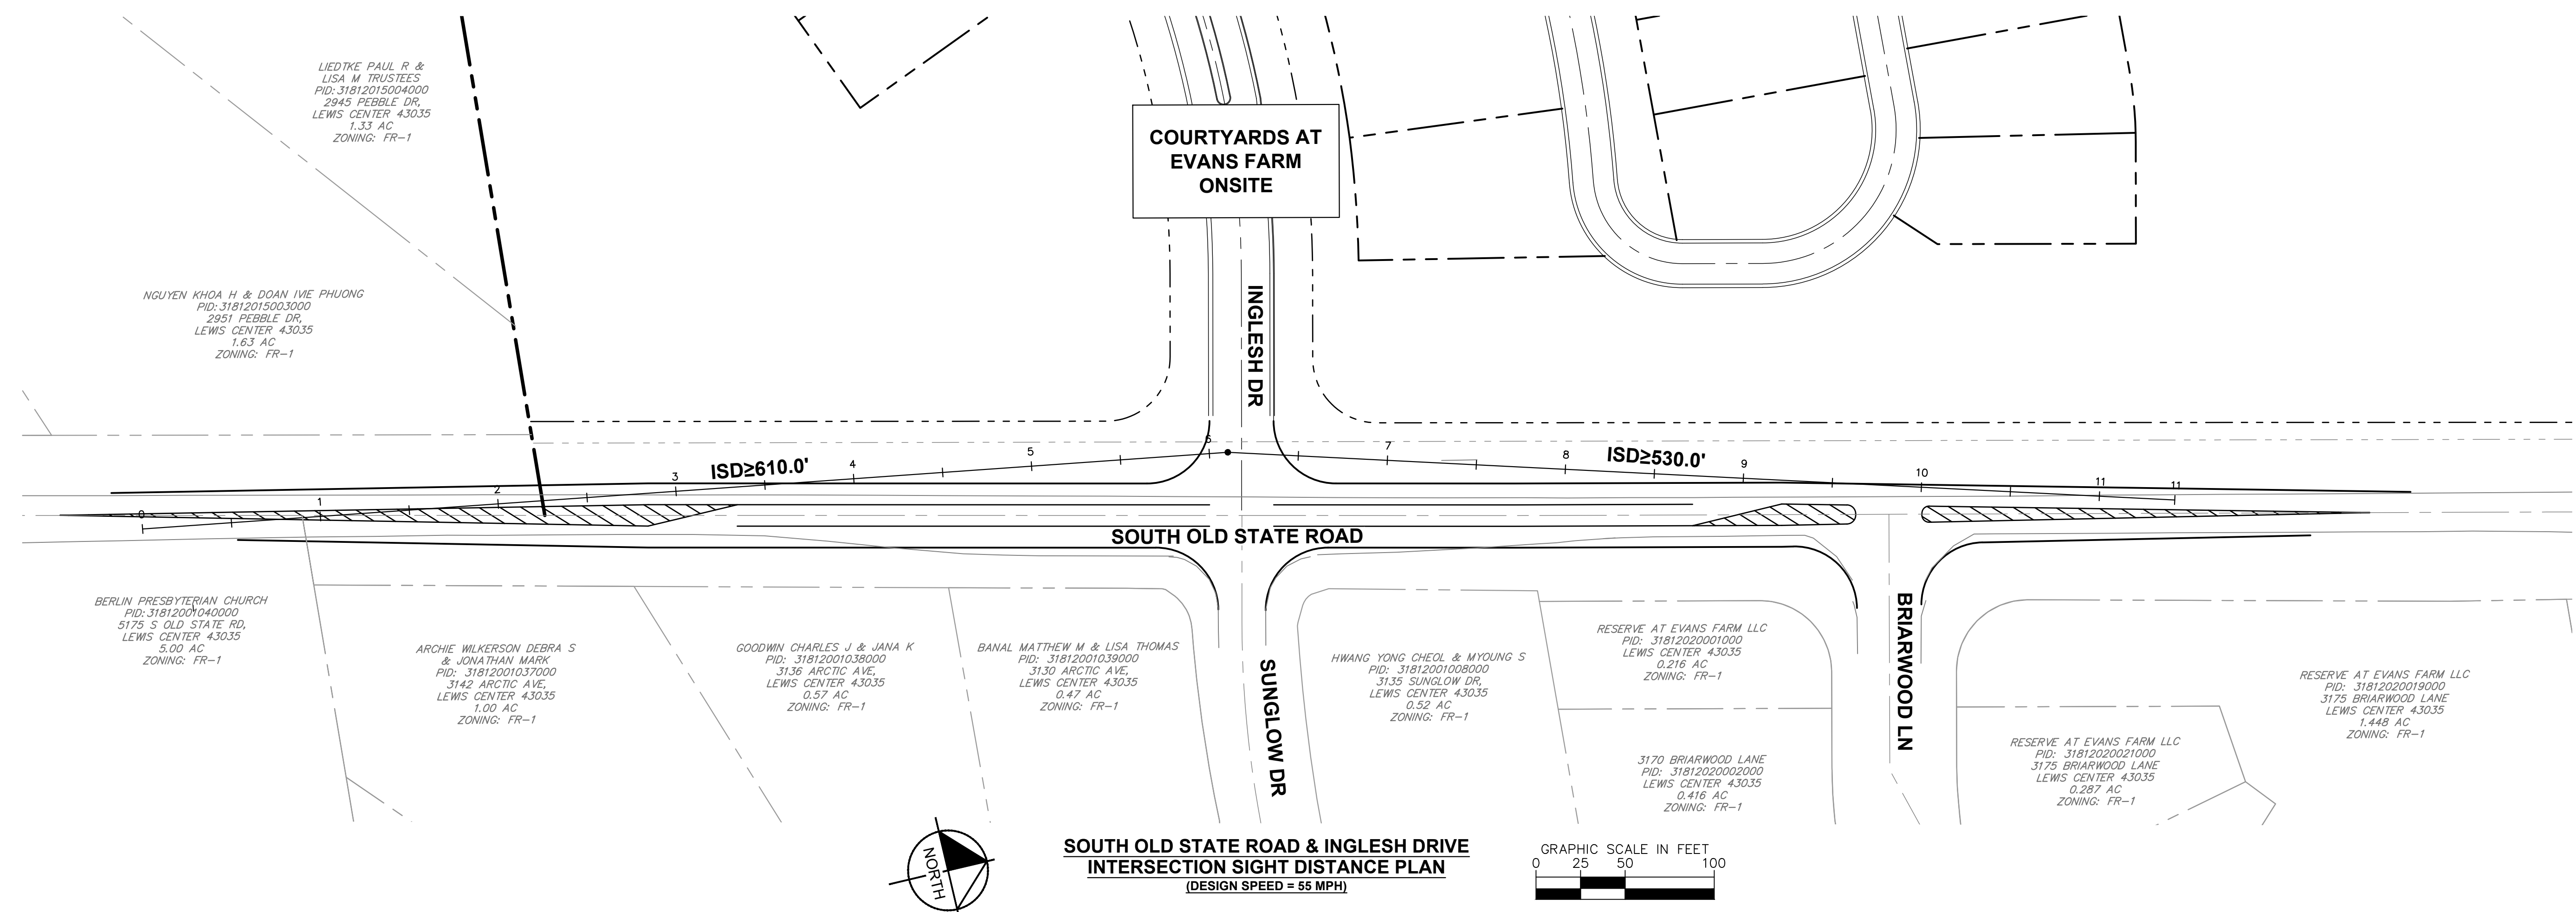 LIEDTKE PAUL R &
LISA M TRUSTEES
PID: 31812015004000
2945 PEBBLE DR,
LEWIS CENTER 43035
1.33 AC
ZONING: FR-1
COURTYARDS AT
EVANS FARM
ONSITE
NGUYEN KHOA H & DOAN IVIE PHUONG
PID: 31812015003000
2951 PEBBLE DR,
LEWIS CENTER 43035
1.63 AC
ZONING: FR-1
INGLESH DR
ISD≥610.0'
ISD≥530.0'
0
1
2
3
4
5
6
7
8
9
10
11
11
SOUTH OLD STATE ROAD
BERLIN PRESBYTERIAN CHURCH
PID: 31812001040000
5175 S OLD STATE RD,
LEWIS CENTER 43035
5.00 AC
ZONING: FR-1
ARCHIE WILKERSON DEBRA S
& JONATHAN MARK
PID: 31812001037000
3142 ARCTIC AVE,
LEWIS CENTER 43035
1.00 AC
ZONING: FR-1
GOODWIN CHARLES J & JANA K
PID: 31812001038000
3136 ARCTIC AVE,
LEWIS CENTER 43035
0.57 AC
ZONING: FR-1
BANAL MATTHEW M & LISA THOMAS
PID: 31812001039000
3130 ARCTIC AVE,
LEWIS CENTER 43035
0.47 AC
ZONING: FR-1
SUNGLOW DR
HWANG YONG CHEOL & MYOUNG S
PID: 31812001008000
3135 SUNGLOW DR,
LEWIS CENTER 43035
0.52 AC
ZONING: FR-1
RESERVE AT EVANS FARM LLC
PID: 31812020001000
LEWIS CENTER 43035
0.216 AC
ZONING: FR-1
3170 BRIARWOOD LANE
PID: 31812020002000
LEWIS CENTER 43035
0.416 AC
ZONING: FR-1
BRIARWOOD LN
RESERVE AT EVANS FARM LLC
PID: 31812020021000
3175 BRIARWOOD LANE
LEWIS CENTER 43035
0.287 AC
ZONING: FR-1
RESERVE AT EVANS FARM LLC
PID: 31812020019000
3175 BRIARWOOD LANE
LEWIS CENTER 43035
1.448 AC
ZONING: FR-1
NORTH
SOUTH OLD STATE ROAD & INGLESH DRIVE
INTERSECTION SIGHT DISTANCE PLAN
(DESIGN SPEED = 55 MPH)
GRAPHIC SCALE IN FEET
0 25 50 100